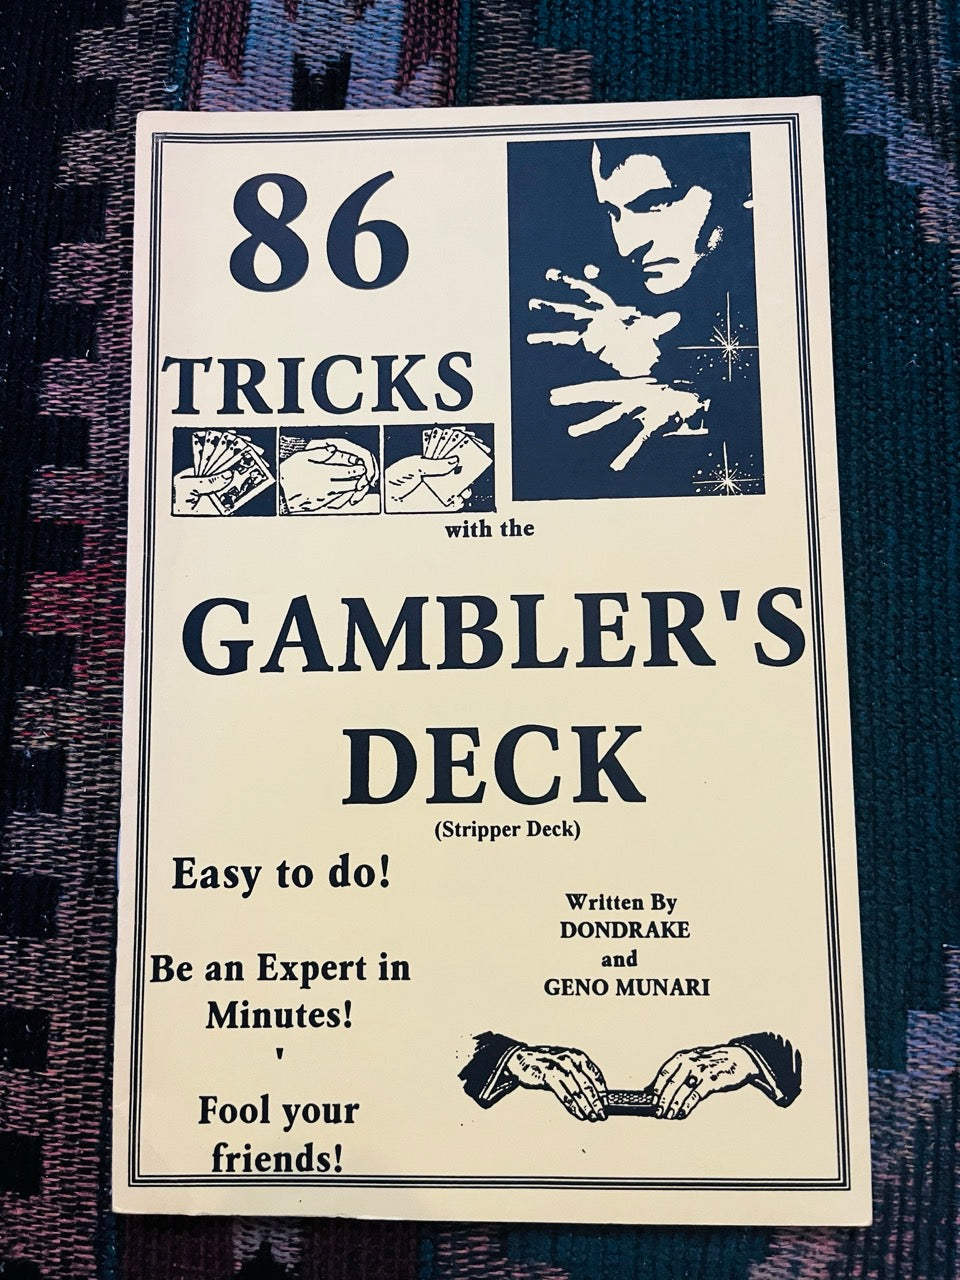 86
TRICKS
with the
GAMBLER'S
DECK
(Stripper Deck)
Easy to do!
Be an Expert in
Minutes!
'
Fool your
friends!
Written By
DONDRAKE
and
GENO MUNARI